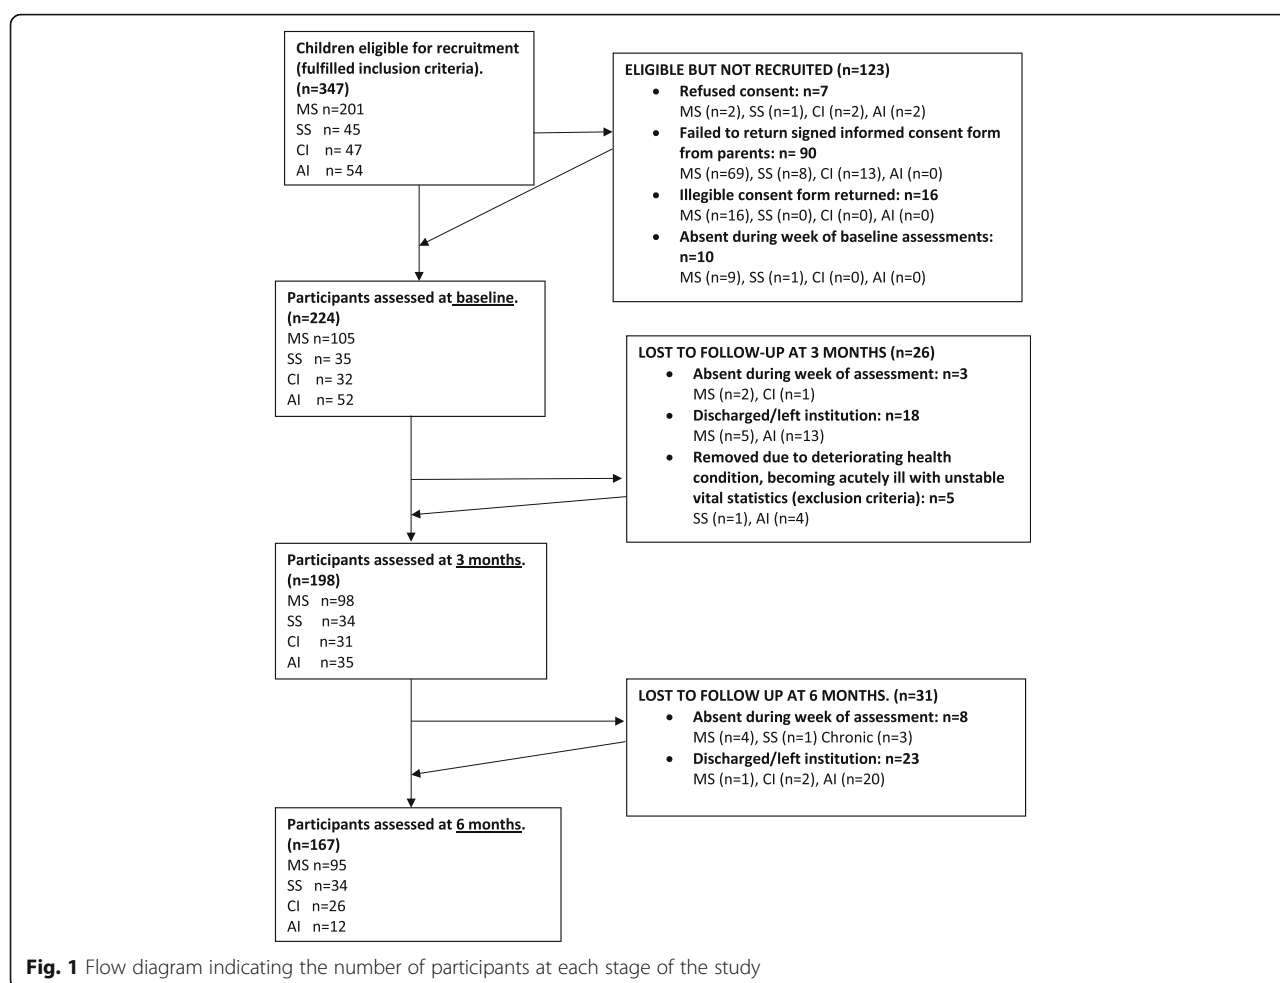 Children eligible for recruitment
(fulfilled inclusion criteria).
(n=347)
MS n=201
SS n= 45
CI n= 47
AI n= 54
ELIGIBLE BUT NOT RECRUITED (n=123)
• Refused consent: n=7
MS (n=2), SS (n=1), CI (n=2), AI (n=2)
• Failed to return signed informed consent form
from parents: n= 90
MS (n=69), SS (n=8), CI (n=13), AI (n=0)
• Illegible consent form returned: n=16
MS (n=16), SS (n=0), CI (n=0), AI (n=0)
• Absent during week of baseline assessments:
n=10
MS (n=9), SS (n=1), CI (n=0), AI (n=0)
Participants assessed at baseline.
(n=224)
MS n=105
SS n= 35
CI n= 32
AI n= 52
LOST TO FOLLOW-UP AT 3 MONTHS (n=26)
• Absent during week of assessment: n=3
MS (n=2), CI (n=1)
• Discharged/left institution: n=18
MS (n=5), AI (n=13)
• Removed due to deteriorating health
condition, becoming acutely ill with unstable
vital statistics (exclusion criteria): n=5
SS (n=1), AI (n=4)
Participants assessed at 3 months.
(n=198)
MS n=98
SS n=34
CI n=31
AI n=35
LOST TO FOLLOW UP AT 6 MONTHS. (n=31)
• Absent during week of assessment: n=8
MS (n=4), SS (n=1) Chronic (n=3)
• Discharged/left institution: n=23
MS (n=1), CI (n=2), AI (n=20)
Participants assessed at 6 months.
(n=167)
MS n=95
SS n=34
CI n=26
AI n=12
Fig. 1 Flow diagram indicating the number of participants at each stage of the study